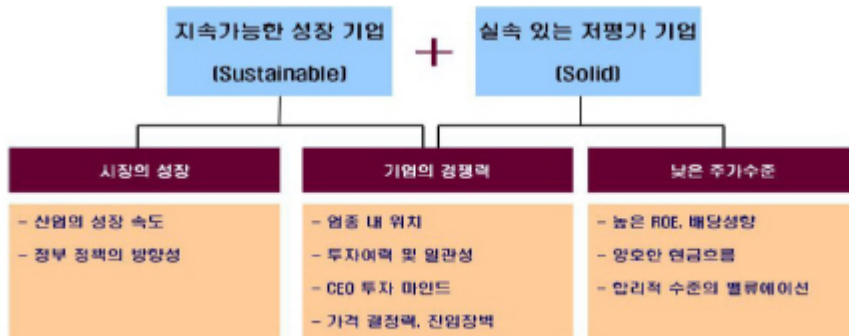 지속가능한 성장 기업
(Sustainable)
+
실속 있는 저평가 기업
(Solid)
시장의 성장
- 산업의 성장 속도
- 정부 정책의 방향성
기업의 경쟁력
- 업종 내 위치
- 투자여력 및 일관성
- CEO 투자 마인드
- 가격 결정력, 진입장벽
낮은 주가수준
- 높은 ROE, 배당성향
- 양호한 현금흐름
- 합리적 수준의 밸류에이션